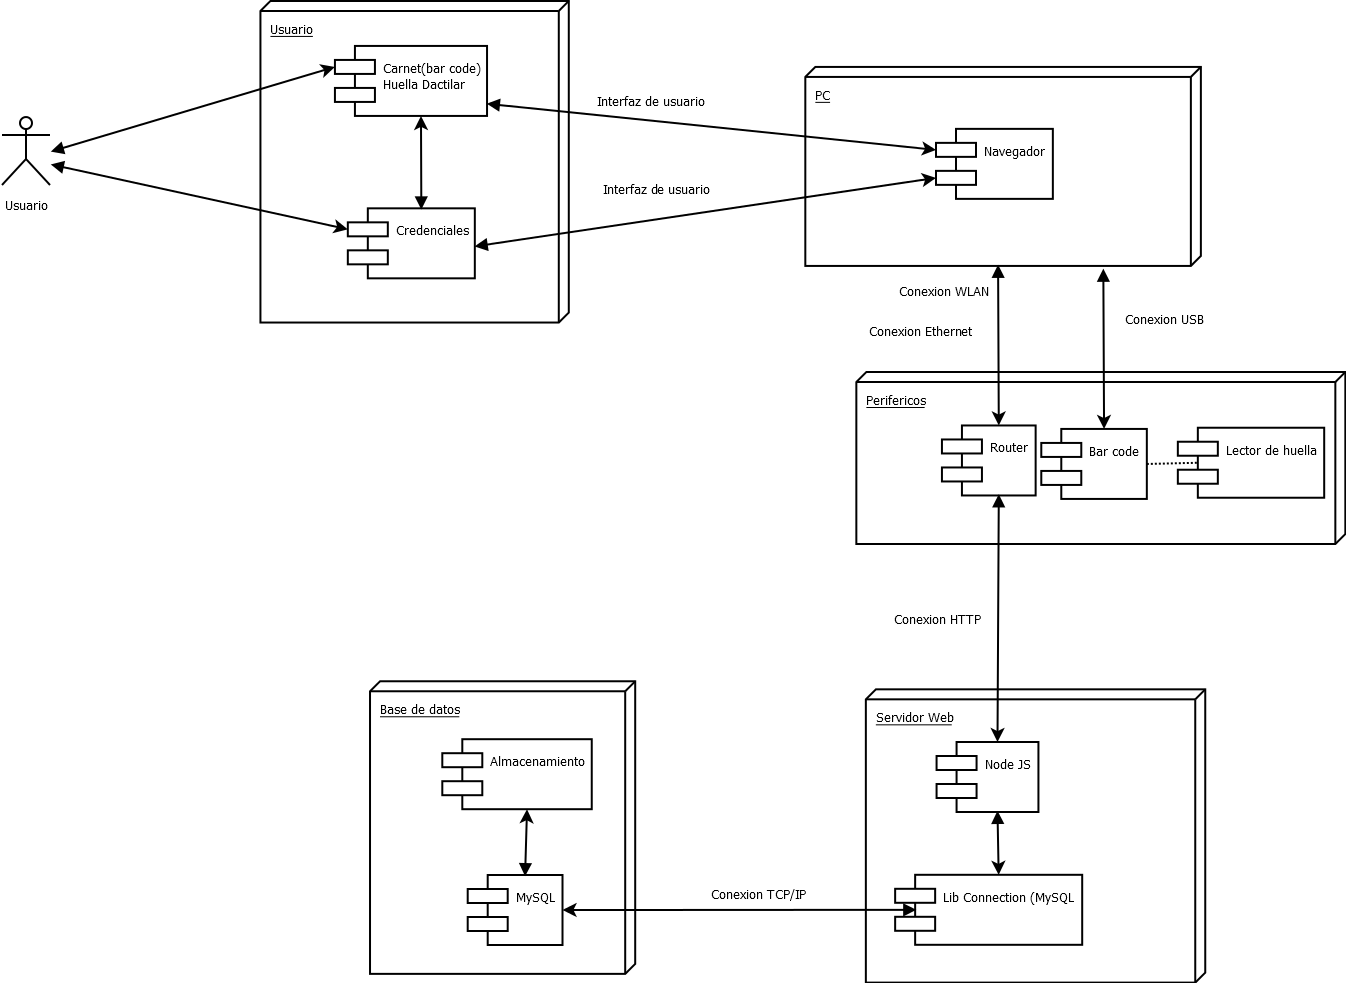 Usuario
Usuario
Carnet(bar code)
Huella Dactilar
Credenciales
Interfaz de usuario
Interfaz de usuario
PC
Navegador
Conexion WLAN
Conexion Ethernet
Conexion USB
Perifericos
Router
Bar code
Lector de huella
Conexion HTTP
Servidor Web
Node JS
Lib Connection (MySQL
Conexion TCP/IP
Base de datos
Almacenamiento
MySQL